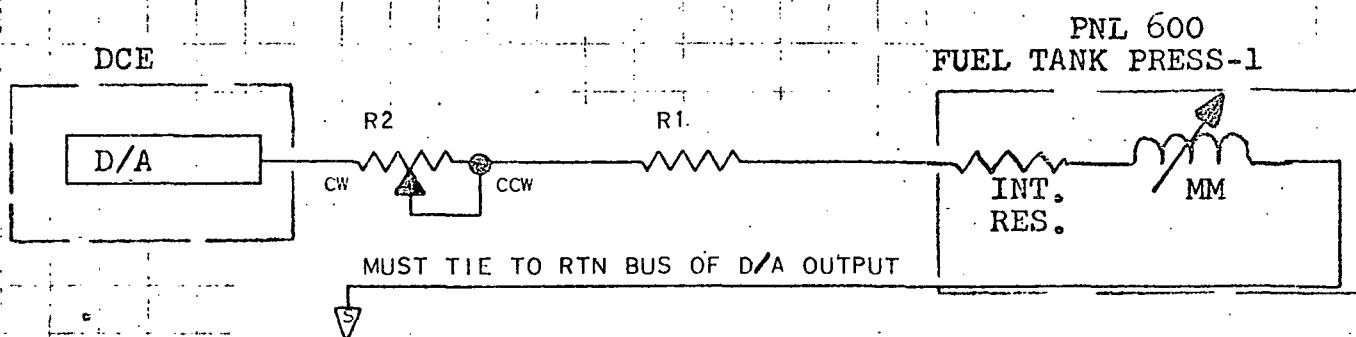 PNL 600
DCE
FUEL TANK PRESS-1
R2
R1.
D/A
CW
CCW
INT.
RES.
MM
MUST TIE TO RTN BUS OF D/A OUTPUT
S